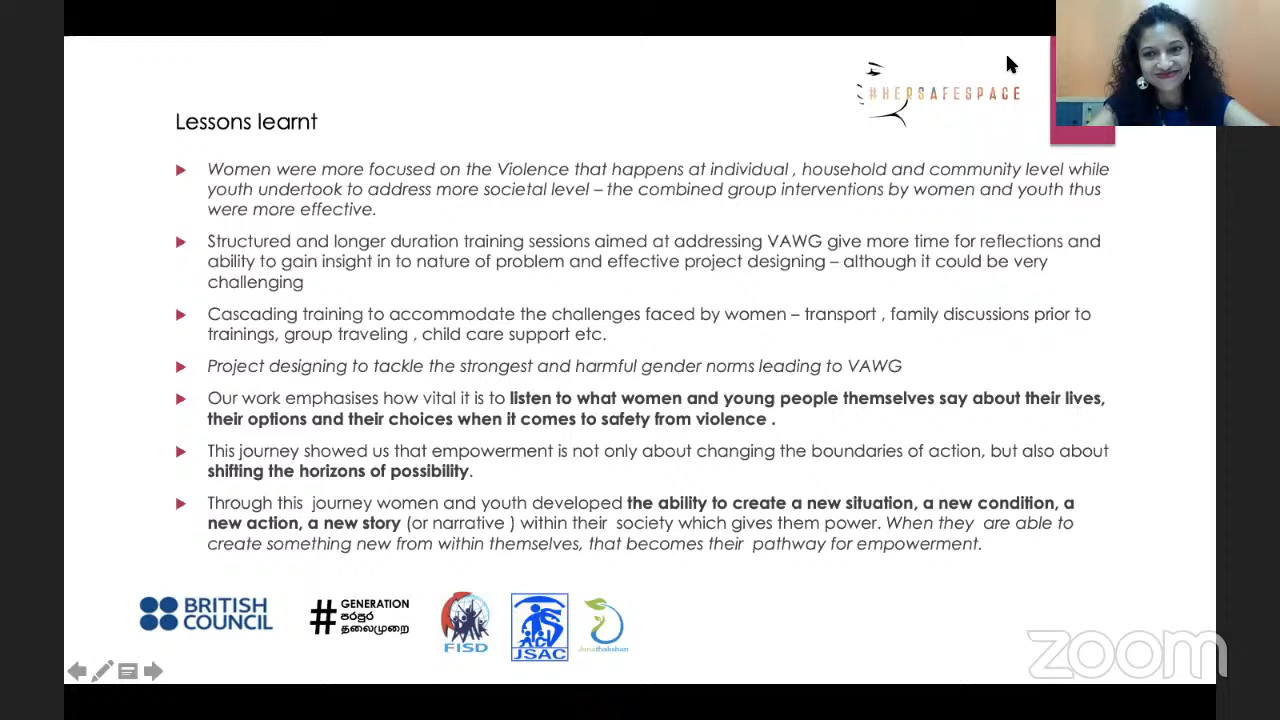 #HERSAFESPACE
Lessons learnt
Women were more focused on the Violence that happens at individual , household and community level while
youth undertook to address more societal level – the combined group interventions by women and youth thus
were more effective.
Structured and longer duration training sessions aimed at addressing VAWG give more time for reflections and
ability to gain insight in to nature of problem and effective project designing – although it could be very
challenging
Cascading training to accommodate the challenges faced by women – transport , family discussions prior to
trainings, group traveling , child care support etc.
Project designing to tackle the strongest and harmful gender norms leading to VAWG
Our work emphasises how vital it is to listen to what women and young people themselves say about their lives,
their options and their choices when it comes to safety from violence .
This journey showed us that empowerment is not only about changing the boundaries of action, but also about
shifting the horizons of possibility.
Through this journey women and youth developed the ability to create a new situation, a new condition, a
new action, a new story (or narrative ) within their society which gives them power. When they are able to
create something new from within themselves, that becomes their pathway for empowerment.
BRITISH
COUNCIL
# GENERATION
පරපුර
தலைமுறை
FISD
JSAC
Janathakshan
zoom